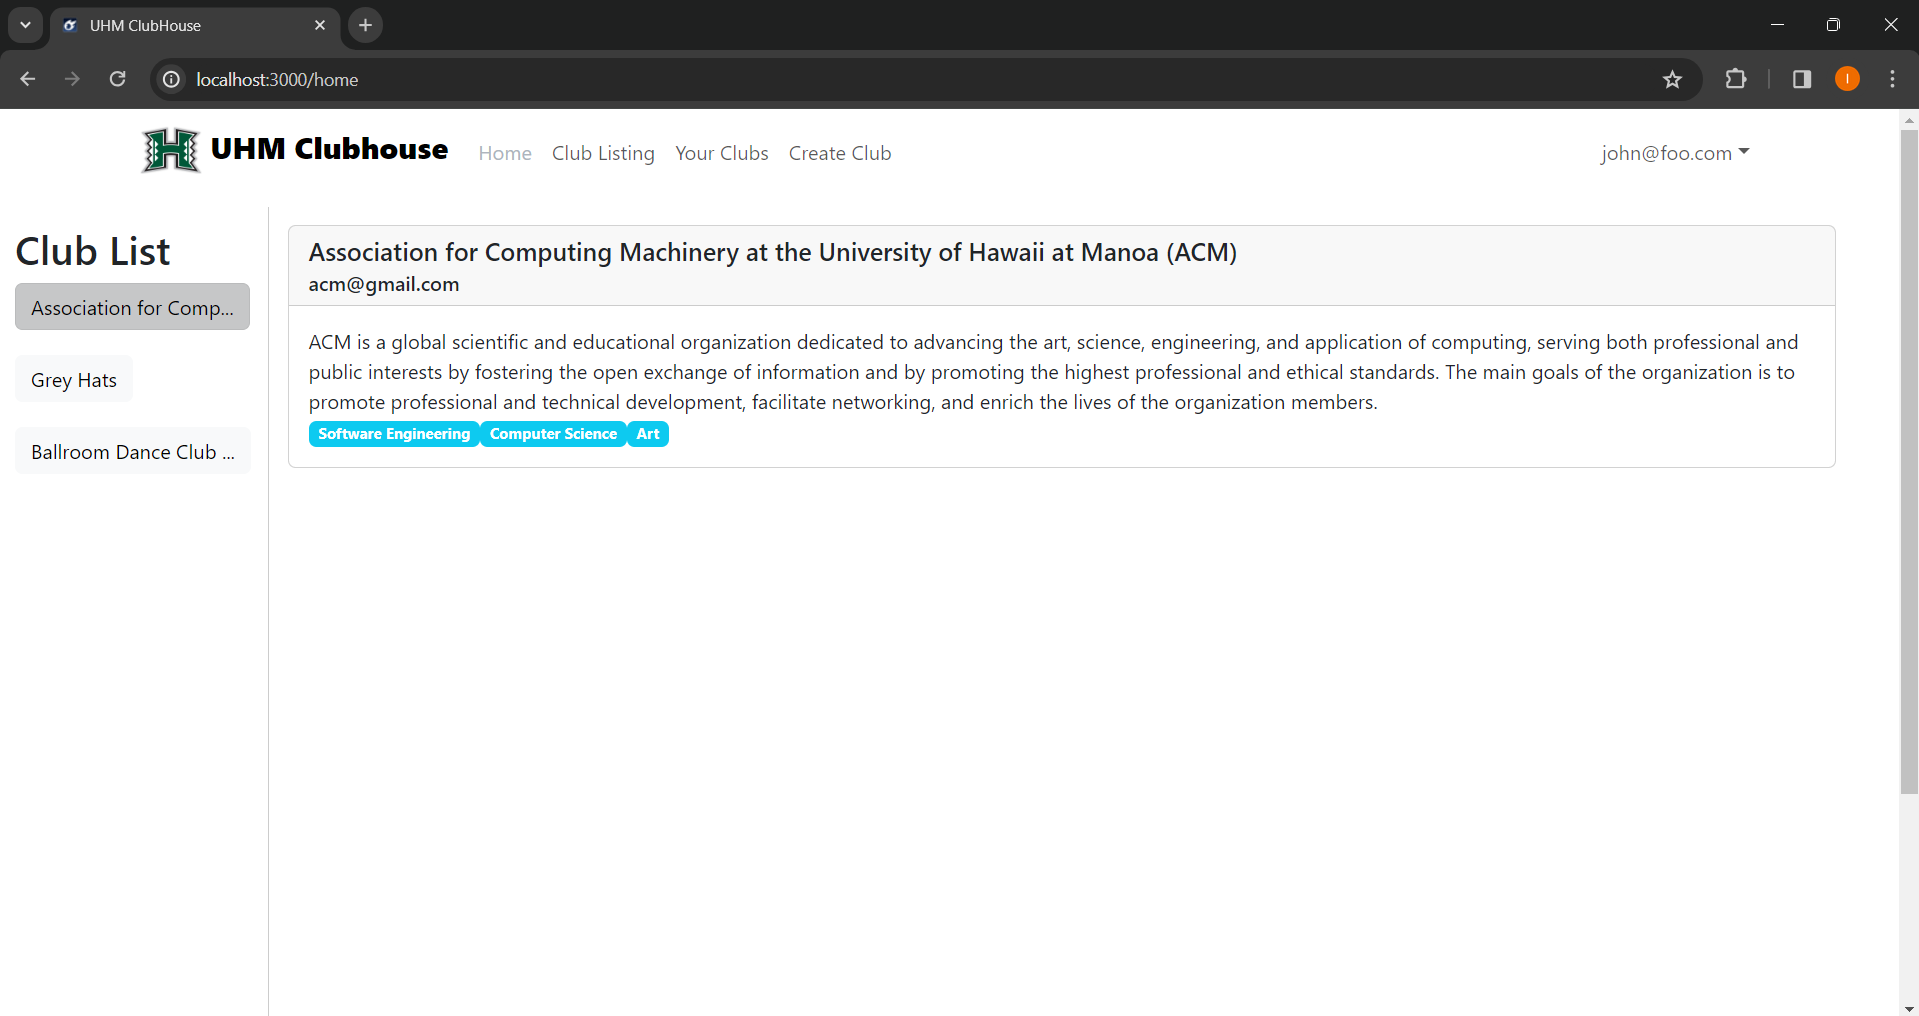 UHM ClubHouse
localhost:3000/home
I
H
UHM Clubhouse
Home
Club Listing
Your Clubs
Create Club
john@foo.com
Club List
Association for Comp...
Grey Hats
Ballroom Dance Club ...
Association for Computing Machinery at the University of Hawaii at Manoa (ACM)
acm@gmail.com
ACM is a global scientific and educational organization dedicated to advancing the art, science, engineering, and application of computing, serving both professional and
public interests by fostering the open exchange of information and by promoting the highest professional and ethical standards. The main goals of the organization is to
promote professional and technical development, facilitate networking, and enrich the lives of the organization members.
Software Engineering Computer Science Art